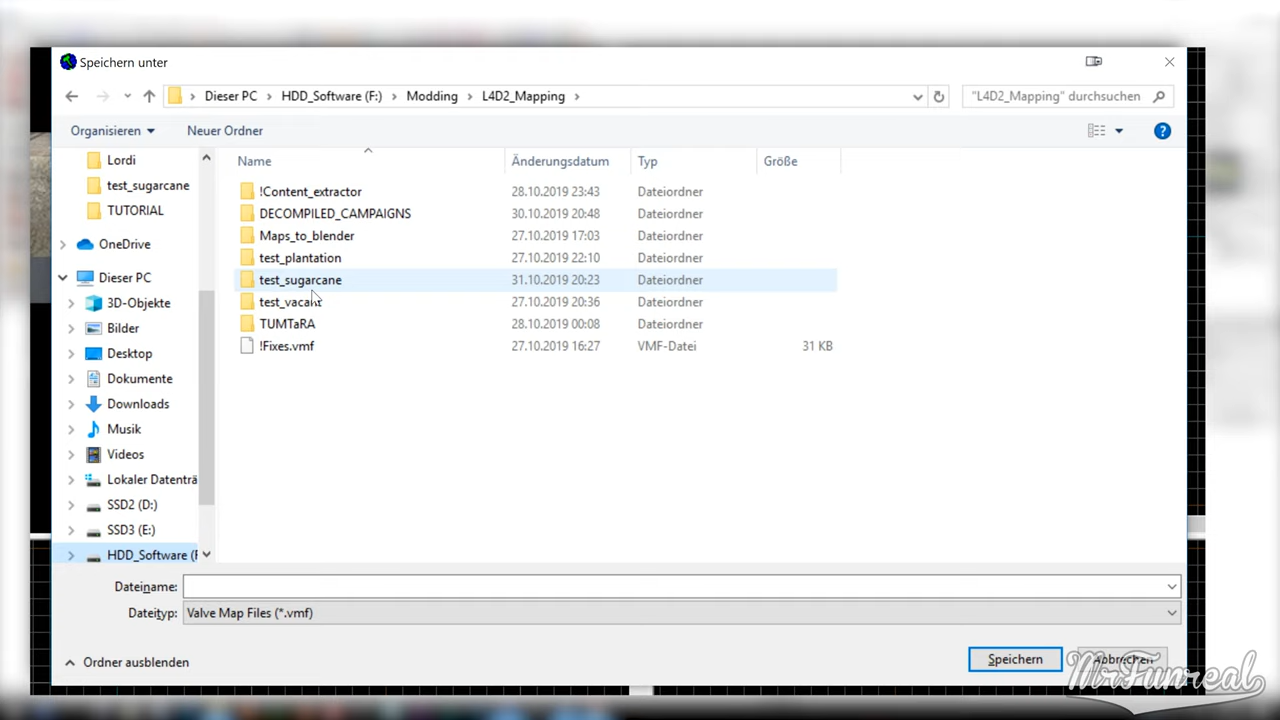 Speichern unter
Dieser PC > HDD_Software (F:) > Modding > L4D2_Mapping >
"L4D2_Mapping" durchsuchen
Organisieren Neuer Ordner
Name Änderungsdatum Typ Größe
Lordi
test_sugarcane
TUTORIAL
OneDrive
Dieser PC
3D-Objekte
Bilder
Desktop
Dokumente
Downloads
Musik
Videos
Lokaler Datenträ
SSD2 (D:)
SSD3 (E:)
HDD_Software (F
!Content_extractor 28.10.2019 23:43 Dateiordner
DECOMPILED_CAMPAIGNS 30.10.2019 20:48 Dateiordner
Maps_to_blender 27.10.2019 17:03 Dateiordner
test_plantation 27.10.2019 22:10 Dateiordner
test_sugarcane 31.10.2019 20:23 Dateiordner
test_vacant 27.10.2019 20:36 Dateiordner
TUMTaRA 28.10.2019 00:08 Dateiordner
!Fixes.vmf 27.10.2019 16:27 VMF-Datei 31 KB
Dateiname:
Dateityp: Valve Map Files (*.vmf)
Ordner ausblenden
Speichern Abbrechen
MrFunreal